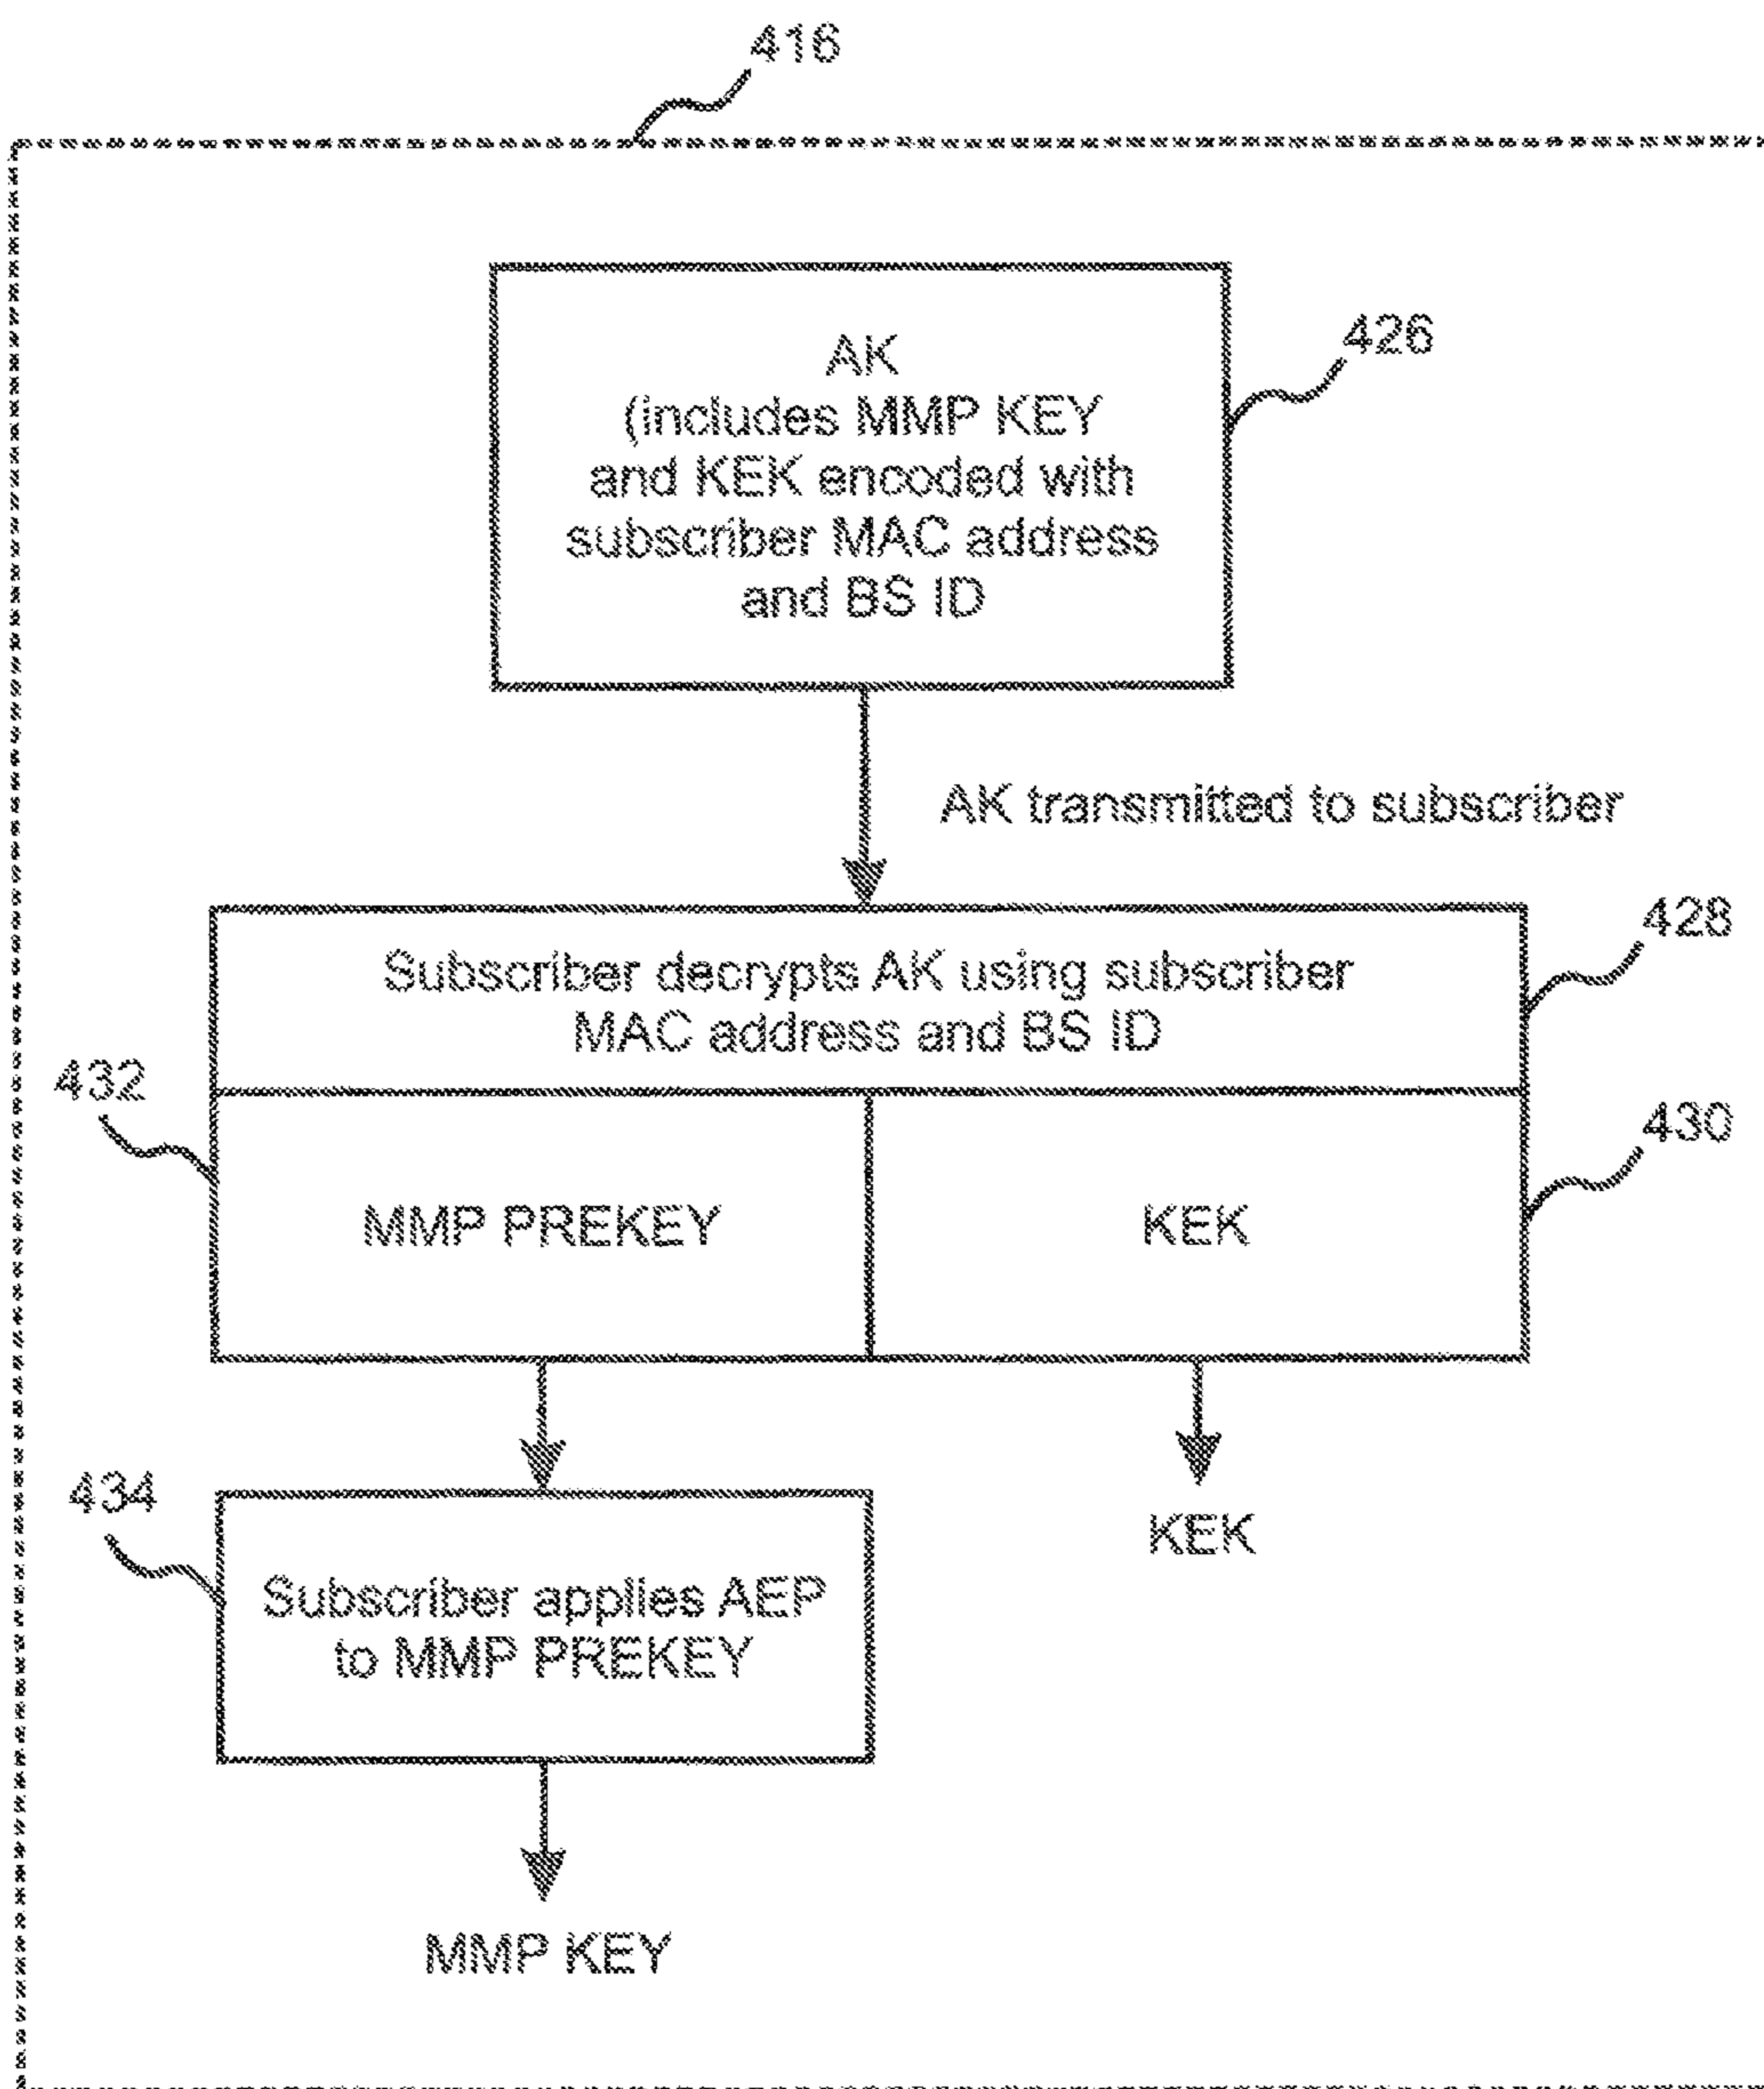 416
AK
(includes MMP KEY
and KEK encoded with
subscriber MAC address
and BS ID
426
AK transmitted to subscriber
Subscriber decrypts AK using subscriber
MAC address and BS ID
428
432
430
MMP PREKEY
KEK
434
KEK
Subscriber applies AEP
to MMP PREKEY
MMP KEY